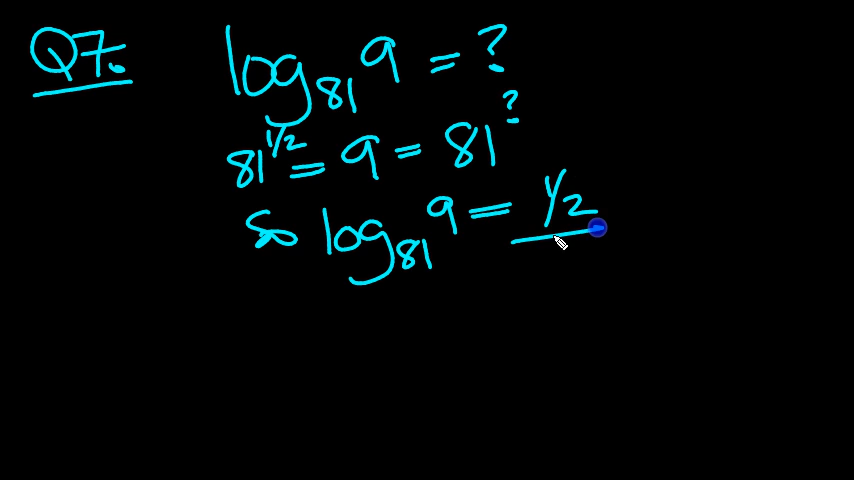 Q7. log₈₁ 9 = ?
81^1/2 = 9 = 81^?
so log₈₁ 9 = 1/2